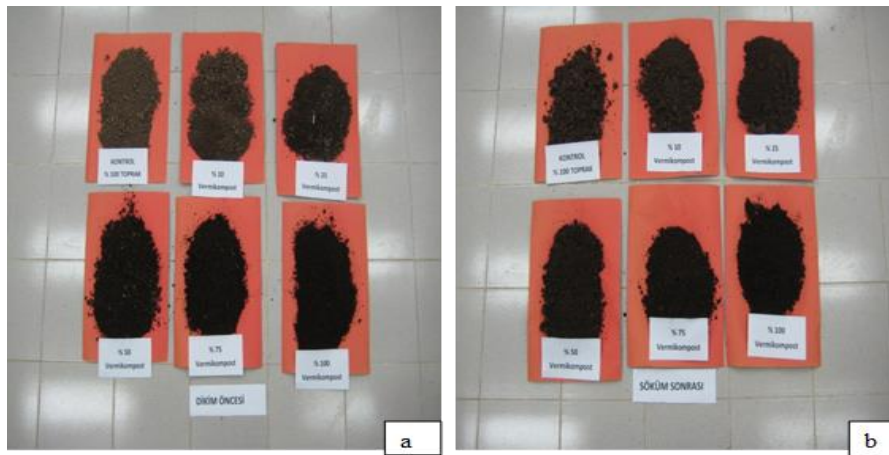 KONTROL
% 100 TOPRAK
% 10
Vermikompost
% 25
Vermikompost
% 50
Vermikompost
% 75
Vermikompost
% 100
Vermikompost
DİKİM ÖNCESİ
a
KONTROL
% 100 TOPRAK
% 10
Vermikompost
% 25
Vermikompost
% 50
Vermikompost
% 75
Vermikompost
% 100
Vermikompost
SÖKÜM SONRASI
b